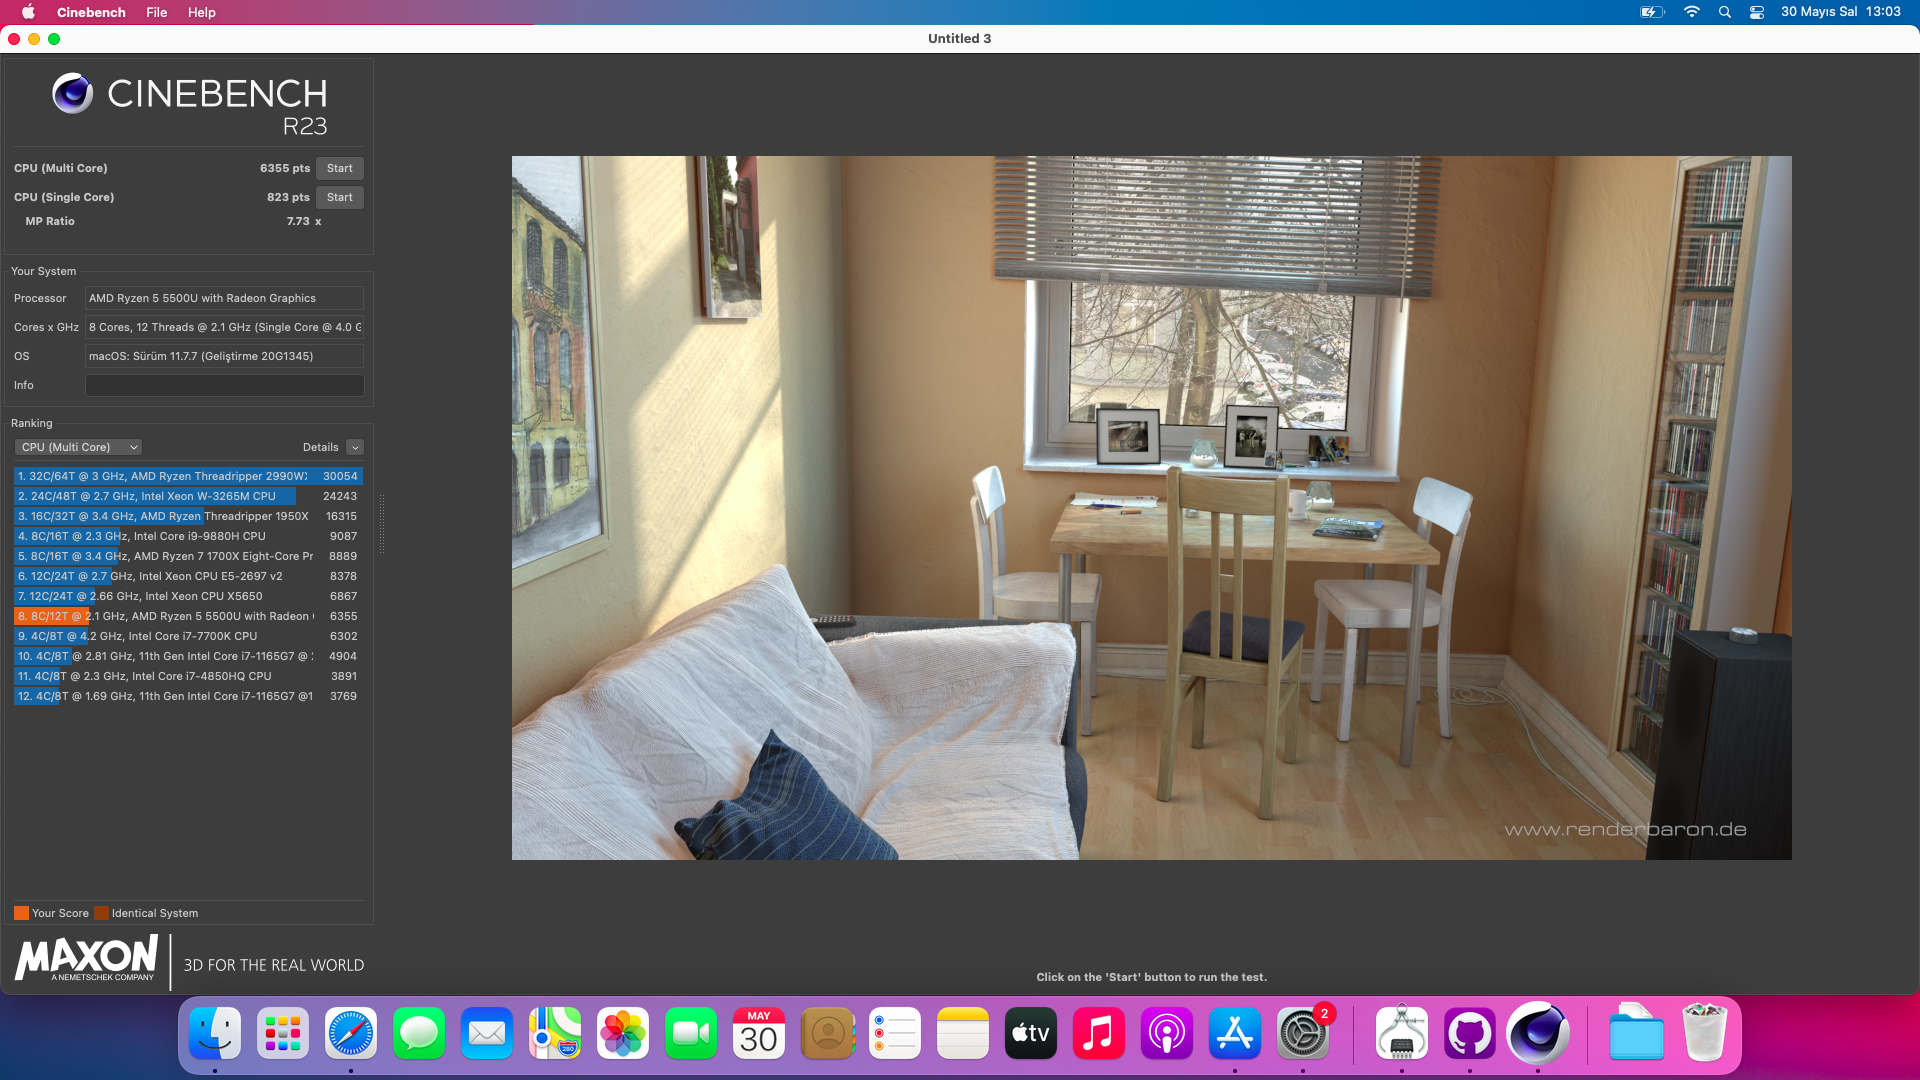 Cinebench File Help 30 Mayıs Sal 13:03
Untitled 3
CINEBENCH
R23
CPU (Multi Core) 6355 pts Start
CPU (Single Core) 823 pts Start
MP Ratio 7.73 x
Your System
Processor AMD Ryzen 5 5500U with Radeon Graphics
Cores x GHz 8 Cores, 12 Threads @ 2.1 GHz (Single Core @ 4.0 G
OS macOS: Sürüm 11.7.7 (Geliştirme 20G1345)
Info
Ranking
CPU (Multi Core) Details
1. 32C/64T @ 3 GHz, AMD Ryzen Threadripper 2990W 30054
2. 24C/48T @ 2.7 GHz, Intel Xeon W-3265M CPU 24243
3. 16C/32T @ 3.4 GHz, AMD Ryzen Threadripper 1950X 16315
4. 8C/16T @ 2.3 GHz, Intel Core i9-9880H CPU 9087
5. 8C/16T @ 3.4 GHz, AMD Ryzen 7 1700X Eight-Core Pr 8889
6. 12C/24T @ 2.7 GHz, Intel Xeon CPU E5-2697 v2 8378
7. 12C/24T @ 2.66 GHz, Intel Xeon CPU X5650 6867
8. 8C/12T @ 2.1 GHz, AMD Ryzen 5 5500U with Radeon 6355
9. 4C/8T @ 4.2 GHz, Intel Core i7-7700K CPU 6302
10. 4C/8T @ 2.81 GHz, 11th Gen Intel Core i7-1165G7 @ 4904
11. 4C/8T @ 2.3 GHz, Intel Core i7-4850HQ CPU 3891
12. 4C/8T @ 1.69 GHz, 11th Gen Intel Core i7-1165G7 @1 3769
www.renderbaron.de
Your Score Identical System
MAXON
A NEMETSCHEK COMPANY
3D FOR THE REAL WORLD
Click on the 'Start' button to run the test.
MAY
30
280
tv
2